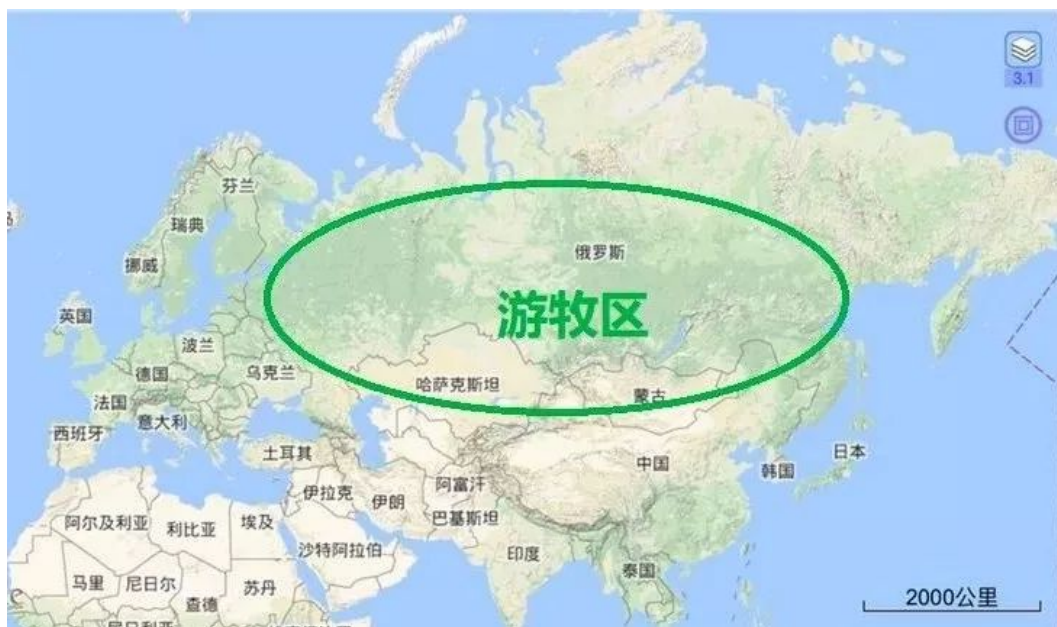 3.1
芬兰
瑞典
俄罗斯
挪威
游牧区
英国
波兰
德国
乌克兰
哈萨克斯坦
蒙古
法国
意大利
西班牙
土耳其
中国
韩国
日本
伊拉克
伊朗
阿富汗
巴基斯坦
阿尔及利亚
利比亚
埃及
沙特阿拉伯
印度
马里
尼日尔
苏丹
泰国
乍得
2000公里